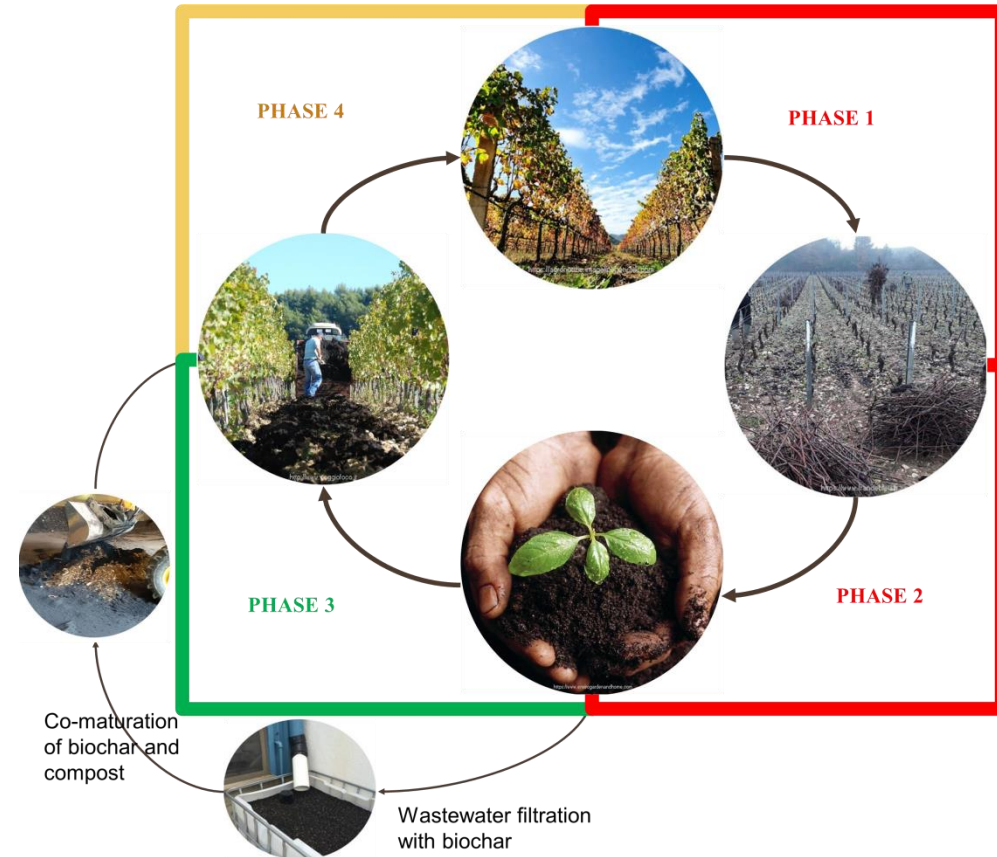 PHASE 4
PHASE 1
PHASE 3
PHASE 2
Co-maturation
of biochar and
compost
Wastewater filtration
with biochar